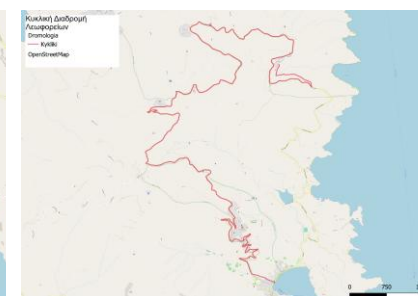 Κυκλική Διαδρομή
Λεωφορείων
Dromologia
Kykliki
OpenStreetMap
0 750